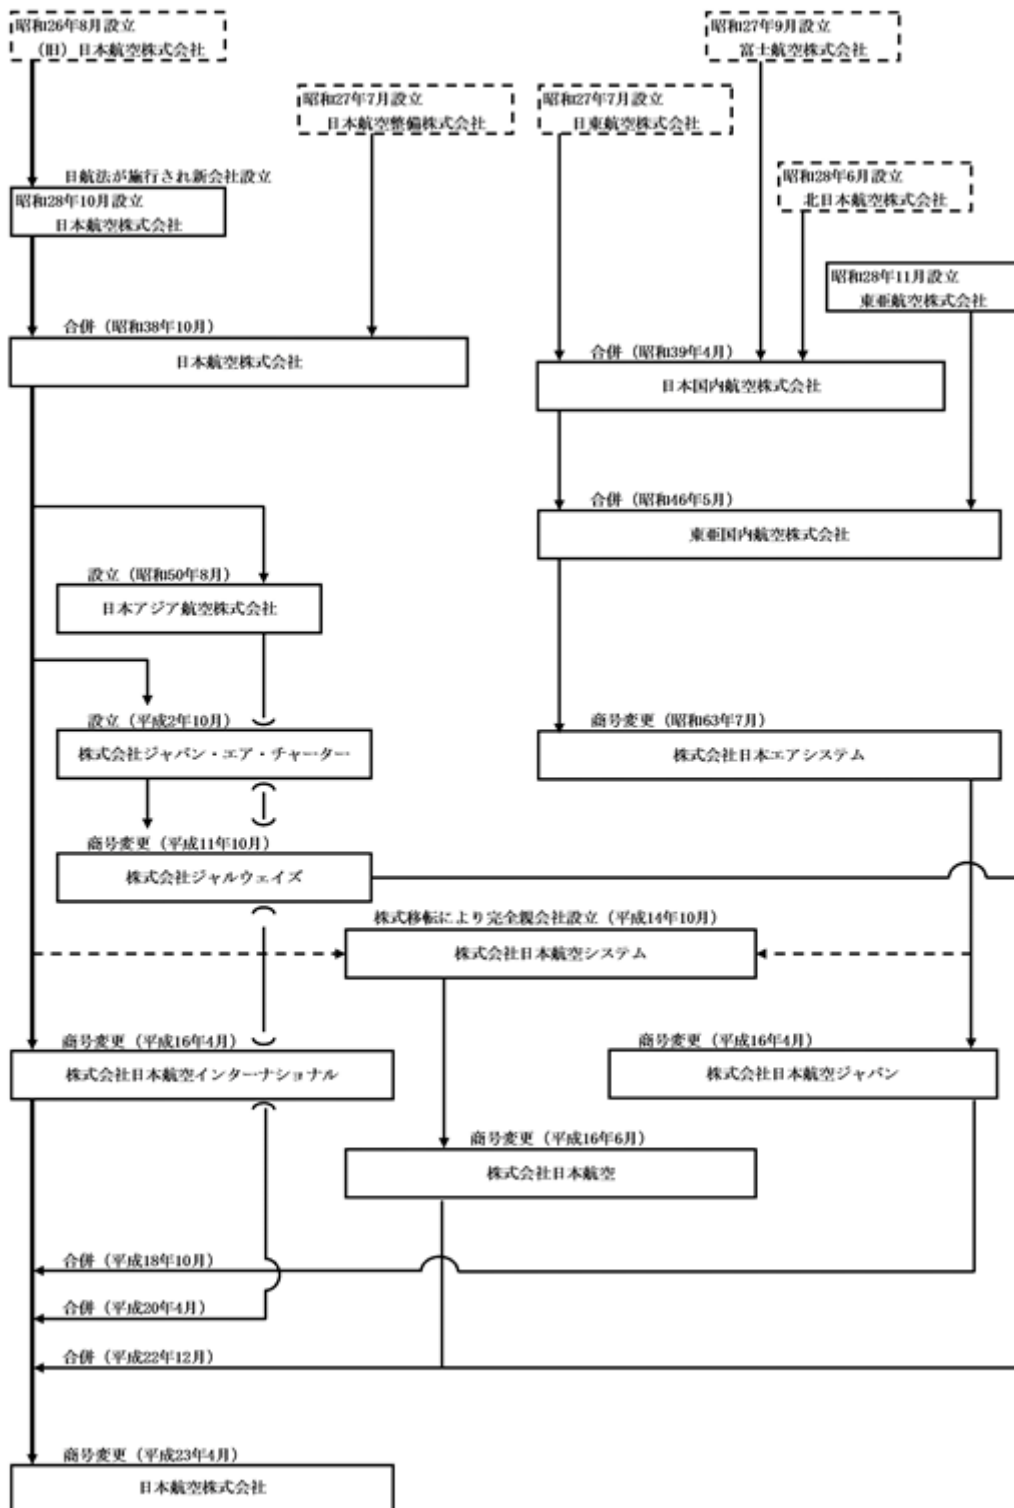 昭和26年8月設立
(旧) 日本航空株式会社
昭和27年9月設立
富士航空株式会社
昭和27年7月設立
日本航空整備株式会社
昭和27年7月設立
日東航空株式会社
日航法が施行され新会社設立
昭和28年10月設立
日本航空株式会社
昭和28年6月設立
北日本航空株式会社
昭和28年11月設立
東亜航空株式会社
合併 (昭和38年10月)
日本航空株式会社
合併 (昭和39年4月)
日本国内航空株式会社
合併 (昭和46年5月)
東亜国内航空株式会社
設立 (昭和50年8月)
日本アジア航空株式会社
設立 (平成2年10月)
株式会社ジャパン・エア・チャーター
商号変更 (昭和63年7月)
株式会社日本エアシステム
商号変更 (平成11年10月)
株式会社ジャルウェイズ
株式移転により完全親会社設立 (平成14年10月)
株式会社日本航空システム
商号変更 (平成16年4月)
株式会社日本航空インターナショナル
商号変更 (平成16年4月)
株式会社日本航空ジャパン
商号変更 (平成16年6月)
株式会社日本航空
合併 (平成18年10月)
合併 (平成20年4月)
合併 (平成22年12月)
商号変更 (平成23年4月)
日本航空株式会社